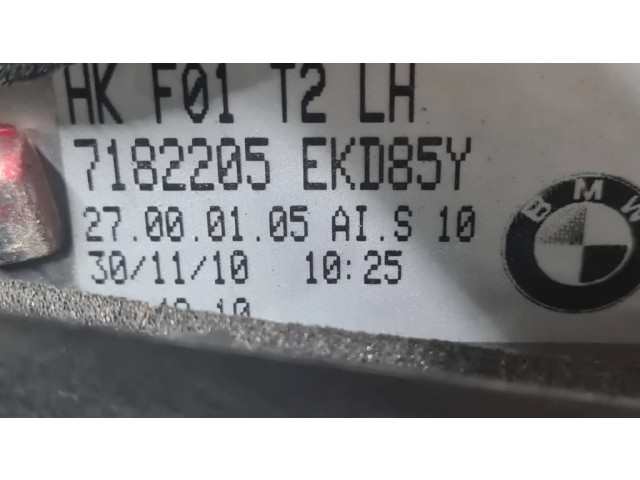 HK F01 T2 LH
7182205 EKD85Y
27.00.01.05 AI.S 10
30/11/10 10:25
BMW